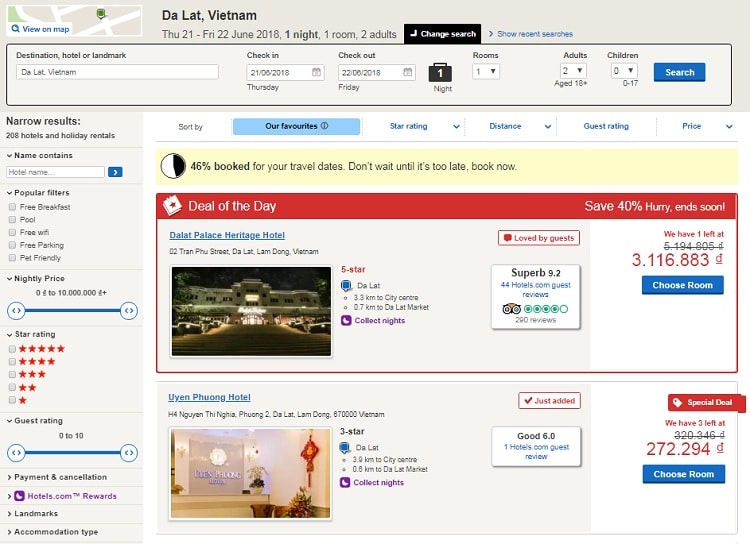 View on map
Da Lat, Vietnam
Thu 21 - Fri 22 June 2018, 1 night, 1 room, 2 adults
Change search
Show recent searches
Destination, hotel or landmark
Check in
Check out
Rooms
Adults
Children
Da Lat, Vietnam
21/06/2018
22/06/2018
1
1
2
0
Search
Thursday
Friday
Night
Aged 18+
0-17
Narrow results:
208 hotels and holiday rentals
Name contains
Hotel name...
Popular filters
Free Breakfast
Pool
Free wifi
Free Parking
Pet Friendly
Nightly Price
0 ₫ to 10.000.000 ₫+
Star rating
Guest rating
0 to 10
Payment & cancellation
Hotels.com™ Rewards
Landmarks
Accommodation type
Sort by
Our favourites
Star rating
Distance
Guest rating
Price
46% booked for your travel dates. Don't wait until it's too late, book now.
Deal of the Day
Save 40% Hurry, ends soon!
Dalat Palace Heritage Hotel
Loved by guests
02 Tran Phu Street, Da Lat, Lam Dong, Vietnam
5-star
Da Lat
3.3 km to City centre
0.7 km to Da Lat Market
Collect nights
Superb 9.2
44 Hotels.com guest
reviews
290 reviews
We have 1 left at
5.194.805 ₫
3.116.883 ₫
Choose Room
Uyen Phuong Hotel
Just added
Special Deal
H4 Nguyen Thi Nghia, Phuong 2, Da Lat, Lam Dong, 670000 Vietnam
UYEN PHUONG
HOTEL
3-star
Da Lat
3.9 km to City centre
0.6 km to Da Lat Market
Collect nights
Good 6.0
1 Hotels.com guest
review
We have 3 left at
320.346 ₫
272.294 ₫
Choose Room